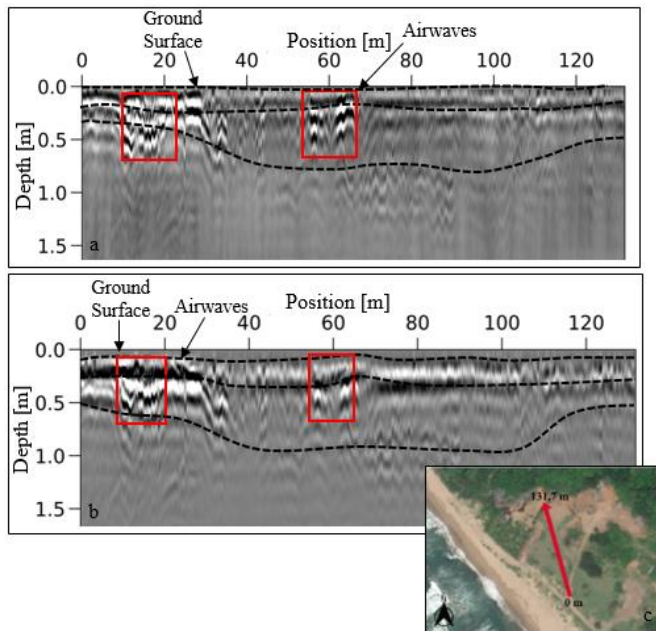 Ground
Surface
Position [m]
Airwaves
0 20 40 60 80 100 120
0.0
0.5
1.0
1.5
Depth [m]
a
Ground
Surface
Airwaves
Position [m]
0 20 40 60 80 100 120
0.0
0.5
1.0
1.5
Depth [m]
b
131,7 m
0 m
c